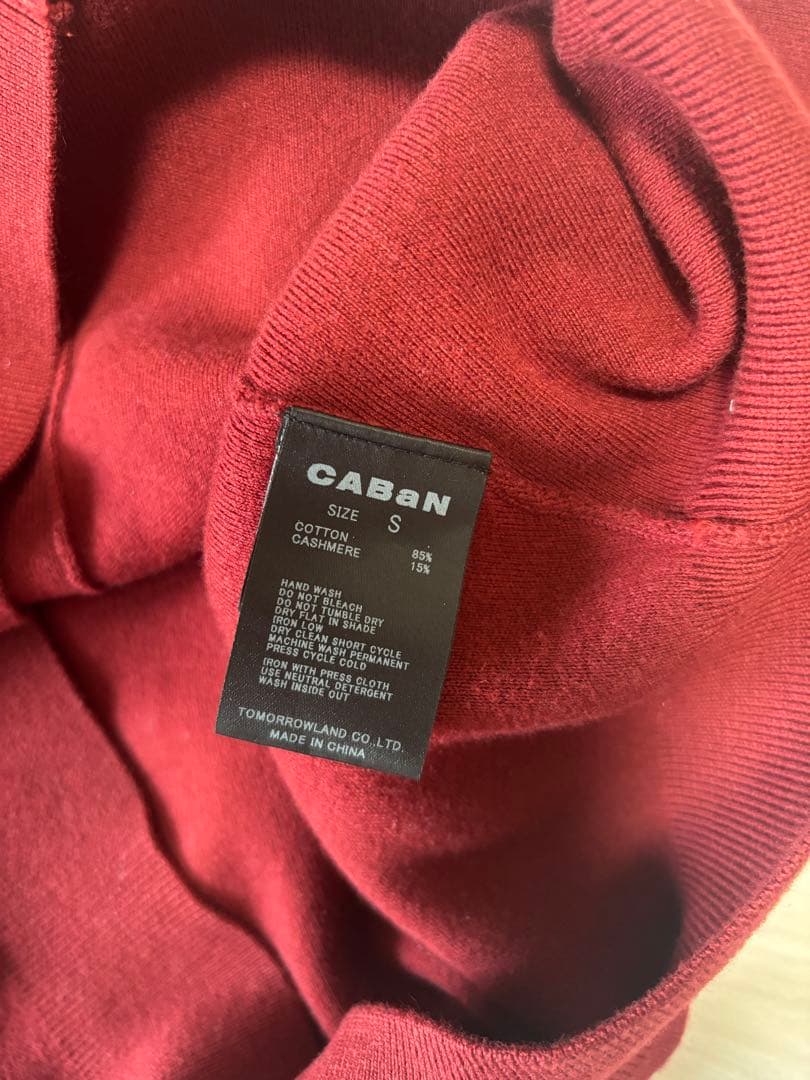 CABaN
SIZE S
COTTON 85%
CASHMERE 15%
HAND WASH
DO NOT BLEACH
DO NOT TUMBLE DRY
DRY FLAT IN SHADE
IRON LOW
DRY CLEAN SHORT CYCLE
MACHINE WASH PERMANENT
PRESS CYCLE COLD
IRON WITH PRESS CLOTH
USE NEUTRAL DETERGENT
WASH INSIDE OUT
TOMORROWLAND CO.,LTD.
MADE IN CHINA